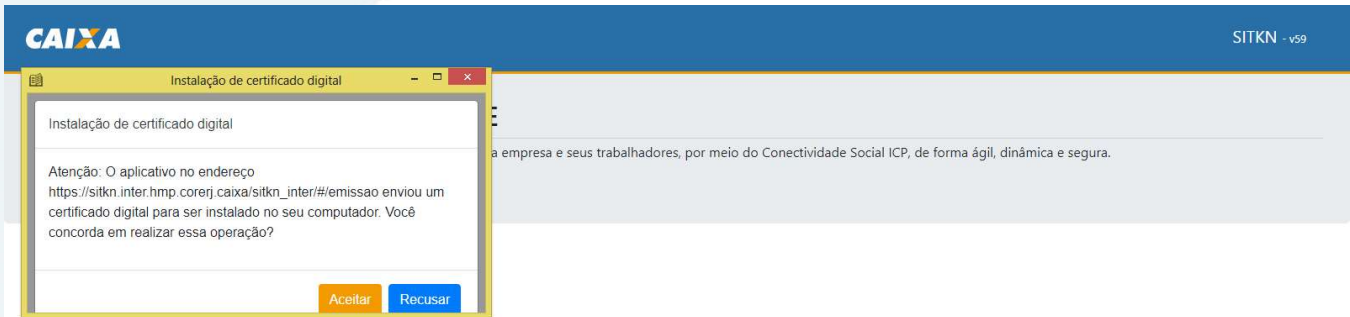 CAIXA
SITKN - v59
Instalação de certificado digital
Instalação de certificado digital
E
a empresa e seus trabalhadores, por meio do Conectividade Social ICP, de forma ágil, dinâmica e segura.
Atenção: O aplicativo no endereço
https://sitkn.inter.hmp.corerj.caixa/sitkn_inter/#/emissao enviou um
certificado digital para ser instalado no seu computador. Você
concorda em realizar essa operação?
Aceitar Recusar